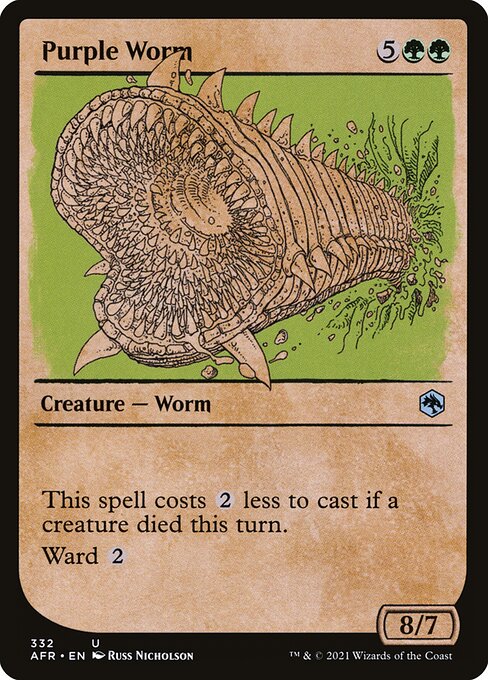 Purple Worm 5
Creature — Worm
This spell costs 2 less to cast if a
creature died this turn.
Ward 2
8/7
332 U
AFR • EN Russ Nicholson ™ & © 2021 Wizards of the Coast